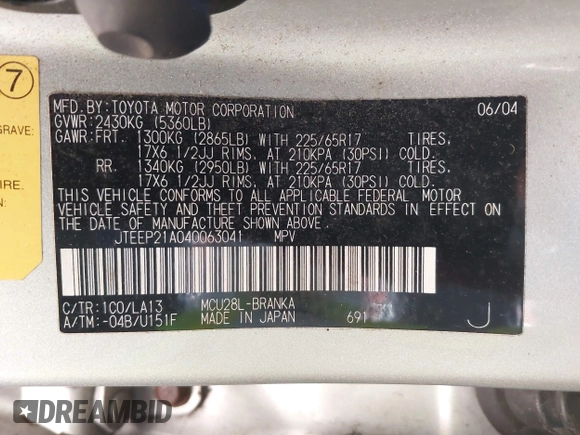 7
GRAVE:
IRE.
N:
MFD.BY:TOYOTA MOTOR CORPORATION 06/04
GVWR:2430KG (5360LB)
GAWR:FRT. 1300KG (2865LB) WITH 225/65R17 TIRES,
17X6 1/2JJ RIMS, AT 210KPA (30PSI) COLD.
RR. 1340KG (2950LB) WITH 225/65R17 TIRES,
17X6 1/2JJ RIMS, AT 210KPA (30PSI) COLD.
THIS VEHICLE CONFORMS TO ALL APPLICABLE FEDERAL MOTOR
VEHICLE SAFETY AND THEFT PREVENTION STANDARDS IN EFFECT ON
THE DATE OF MANUFACTURE SHOWN ABOVE.
JTEEP21A040063041 MPV
C/TR:1C0/LA13 MCU28L-BRANKA
A/TM:-04B/U151F MADE IN JAPAN 691 J
DREAMBID